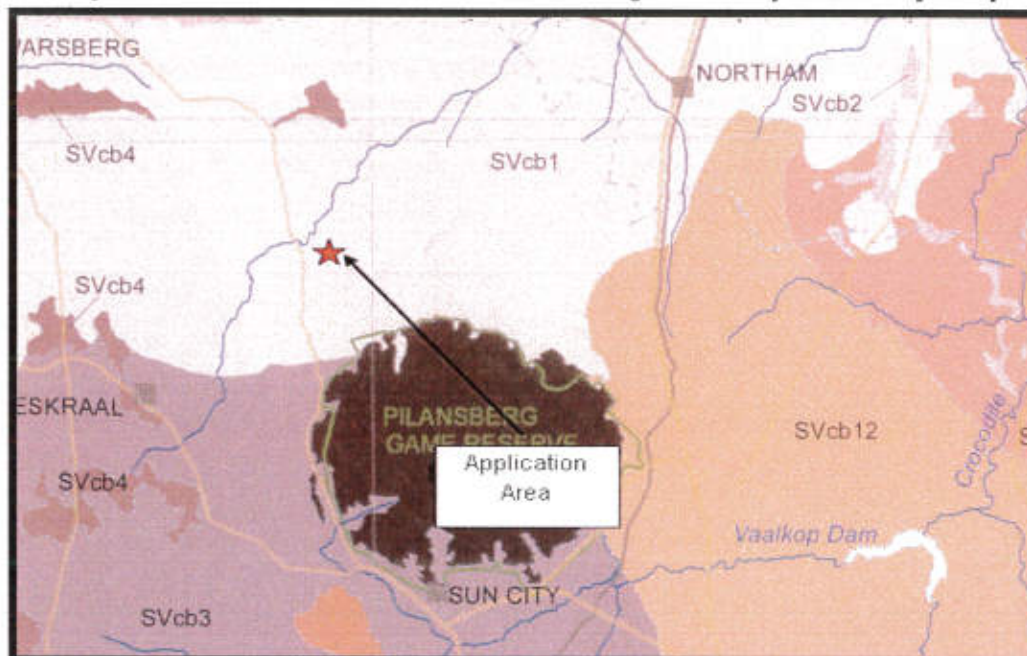 VARSBERG
NORTHAM
SVcb2
SVcb4
SVcb1
SVcb4
PILANSBERG
GAME RESERVE
ESKRAAL
Application
Area
SVcb12
Crocodile
SVcb4
Vaalkop Dam
SUN CITY
SVcb3